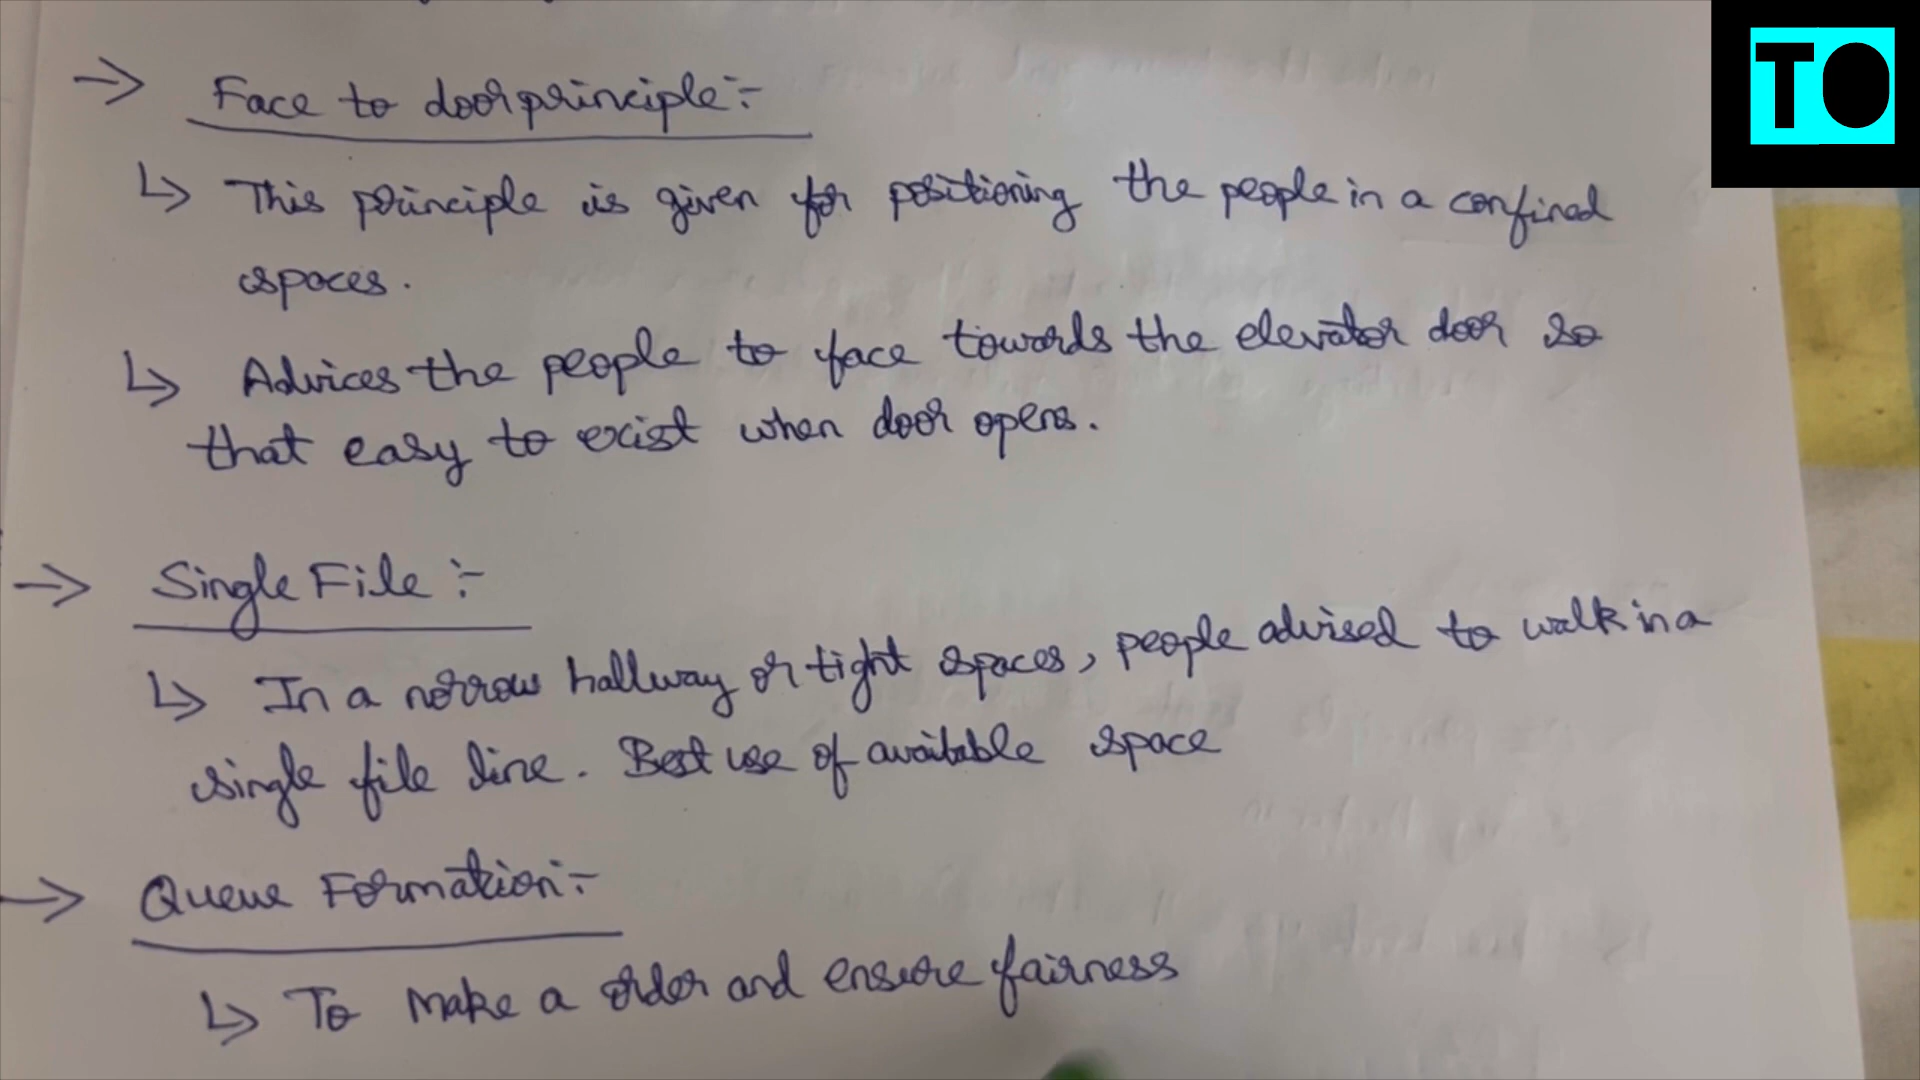 TO
→ Face to door principle :-
↳ This principle is given for positioning the people in a confined
spaces.
↳ Advices the people to face towards the elevator door so
that easy to exist when door opens.
→ Single File :-
↳ In a norrow hallway or tight spaces, people advised to walk in a
single file line. Best use of available space
→ Queue Formation :-
↳ To make a order and ensure fairness